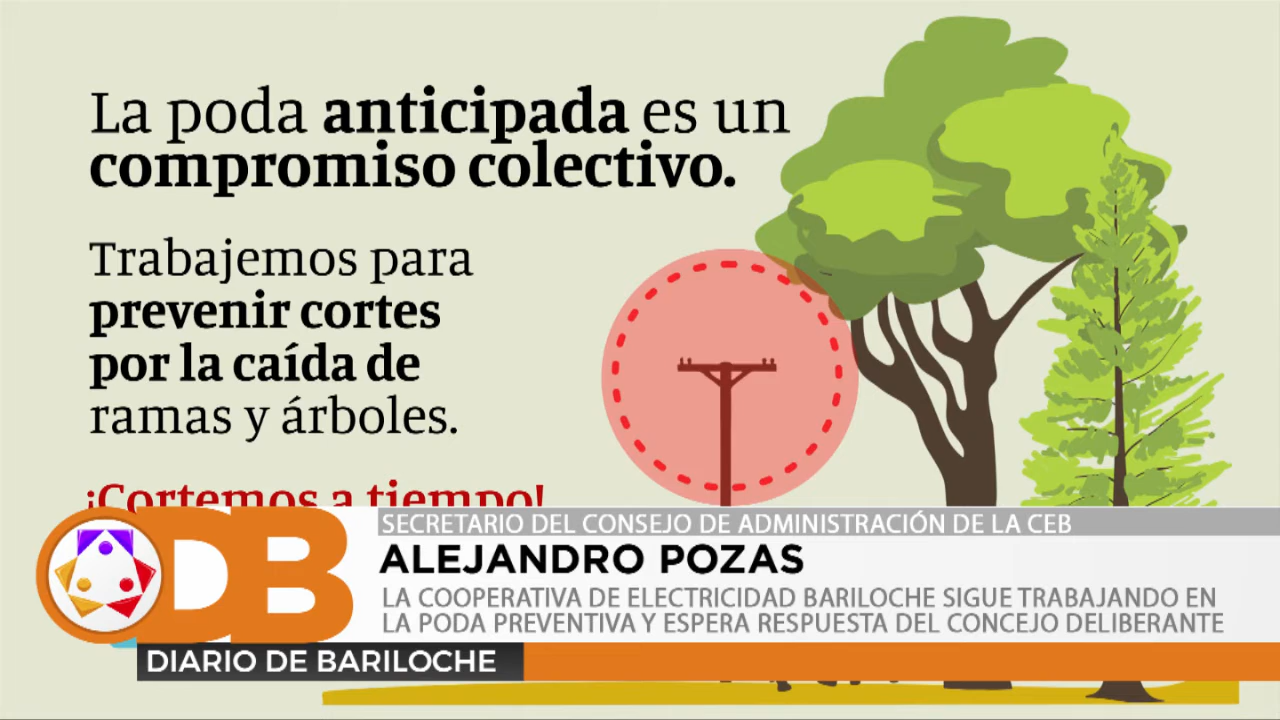 La poda anticipada es un
compromiso colectivo.
Trabajemos para
prevenir cortes
por la caída de
ramas y árboles.
¡Cortemos a tiempo!
SECRETARIO DEL CONSEJO DE ADMINISTRACIÓN DE LA CEB
ALEJANDRO POZAS
LA COOPERATIVA DE ELECTRICIDAD BARILOCHE SIGUE TRABAJANDO EN
LA PODA PREVENTIVA Y ESPERA RESPUESTA DEL CONCEJO DELIBERANTE
DB
DIARIO DE BARILOCHE